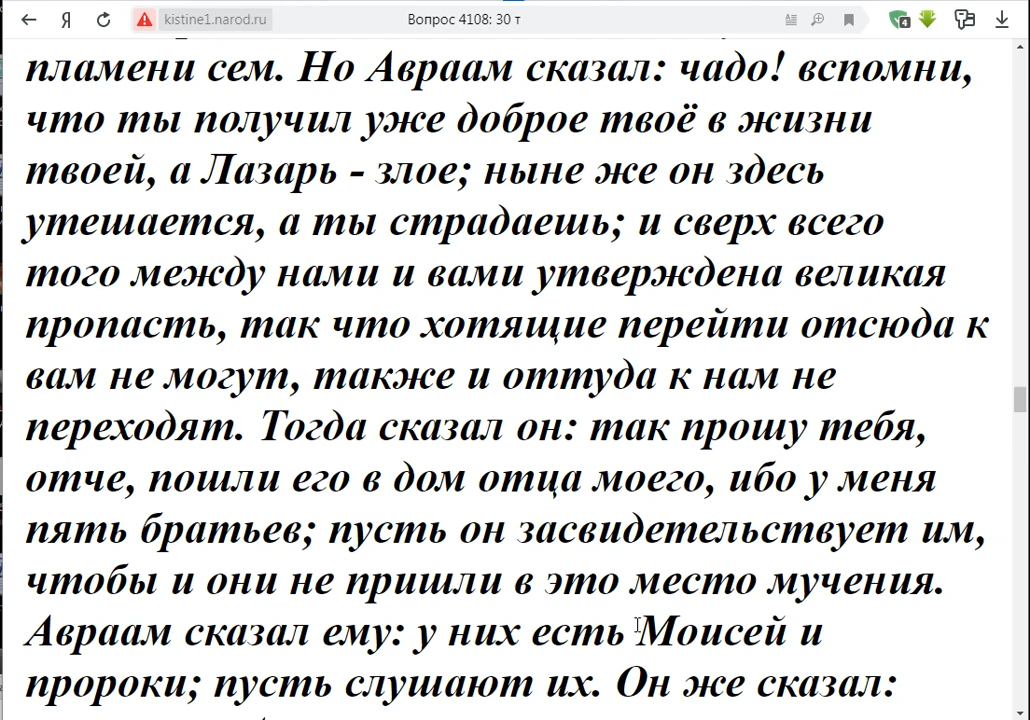 kistine1.narod.ru
Вопрос 4108: 30 т
4
пламени сем. Но Авраам сказал: чадо! вспомни,
что ты получил уже доброе твоё в жизни
твоей, а Лазарь - злое; ныне же он здесь
утешается, а ты страдаешь; и сверх всего
того между нами и вами утверждена великая
пропасть, так что хотящие перейти отсюда к
вам не могут, также и оттуда к нам не
переходят. Тогда сказал он: так прошу тебя,
отче, пошли его в дом отца моего, ибо у меня
пять братьев; пусть он засвидетельствует им,
чтобы и они не пришли в это место мучения.
Авраам сказал ему: у них есть Моисей и
пророки; пусть слушают их. Он же сказал: